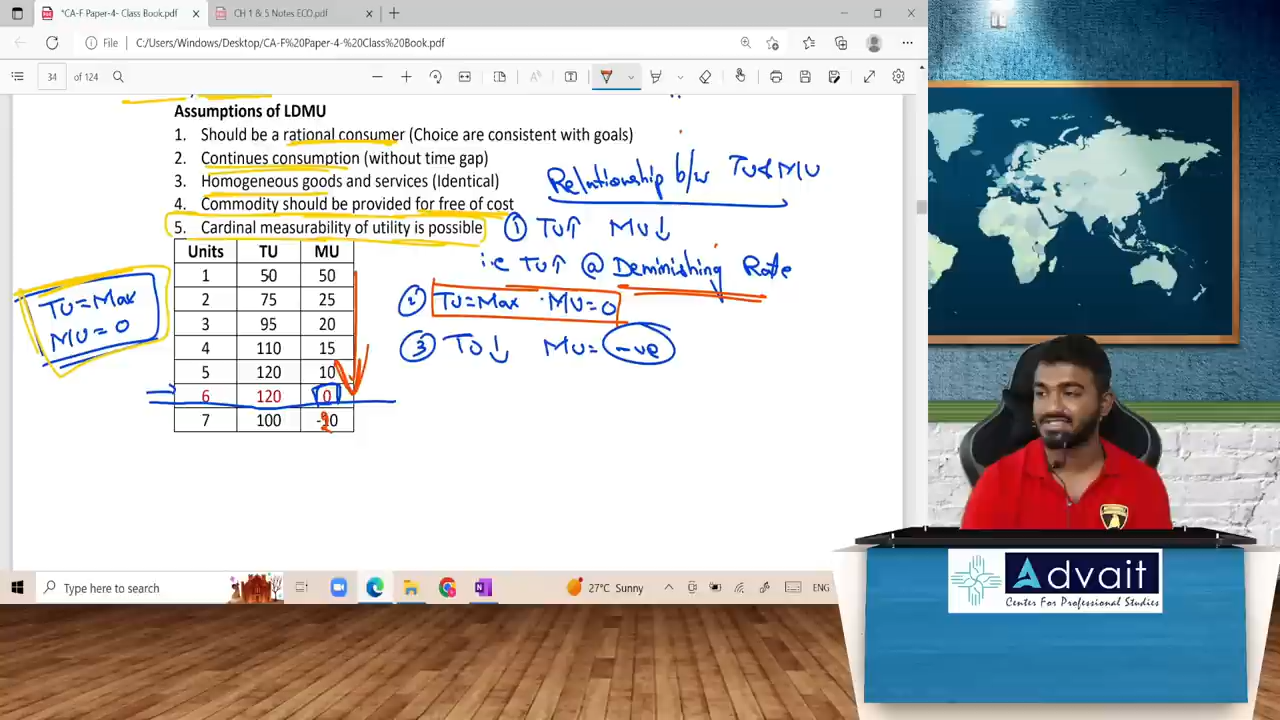 *CA-F Paper-4- Class Book.pdf
CH 1 & 5 Notes ECO.pdf
File
C:/Users/Windows/Desktop/CA-F%20Paper-4-%20Class%20Book.pdf
34 of 124
Assumptions of LDMU
1. Should be a rational consumer (Choice are consistent with goals)
2. Continues consumption (without time gap)
3. Homogeneous goods and services (Identical)
4. Commodity should be provided for free of cost
5. Cardinal measurability of utility is possible
Units TU MU
1 50 50
2 75 25
3 95 20
4 110 15
5 120 10
6 120 0
7 100 -20
TU=Max
MU=0
Relationship b/w TU & MU
① TU↑ MU↓
i.e TU↑ @ Deminishing Rate
② TU=Max MU=0
③ TU↓ MU= -ve
Type here to search
27°C Sunny
ENG
Advait
Center For Professional Studies